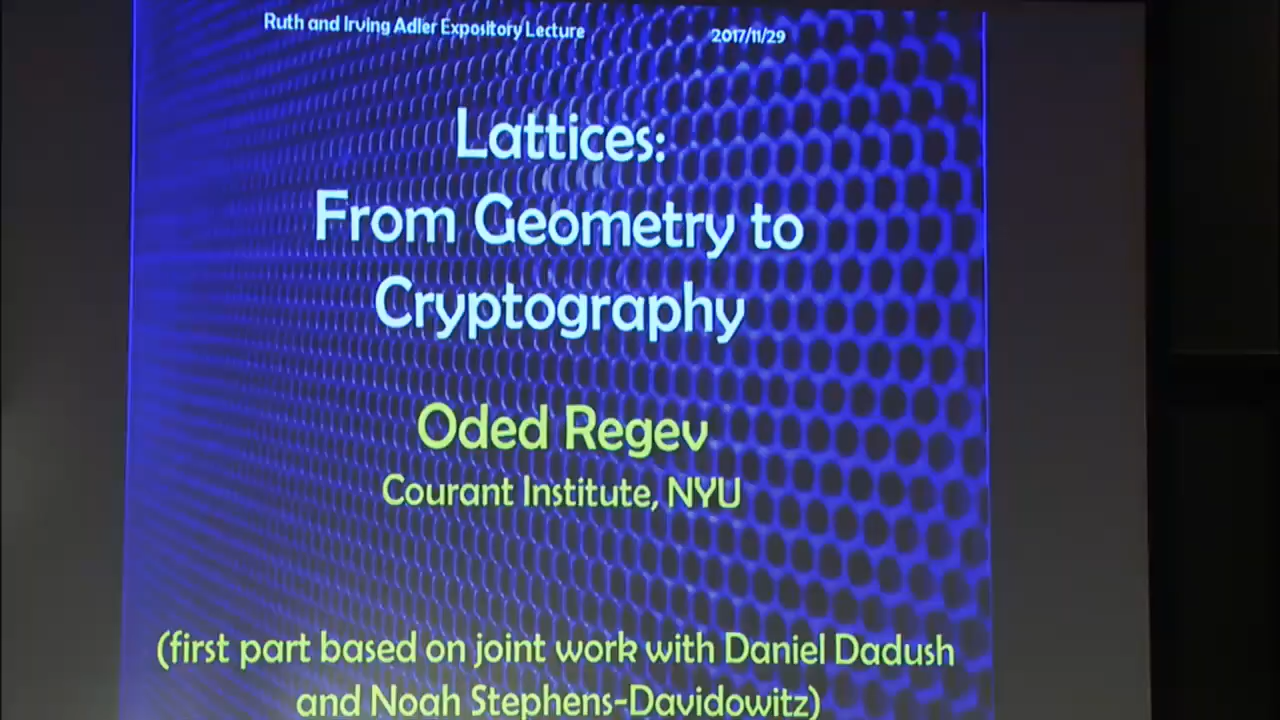 Ruth and Irving Adler Expository Lecture 2017/11/29
Lattices:
From Geometry to
Cryptography
Oded Regev
Courant Institute, NYU
(first part based on joint work with Daniel Dadush
and Noah Stephens-Davidowitz)